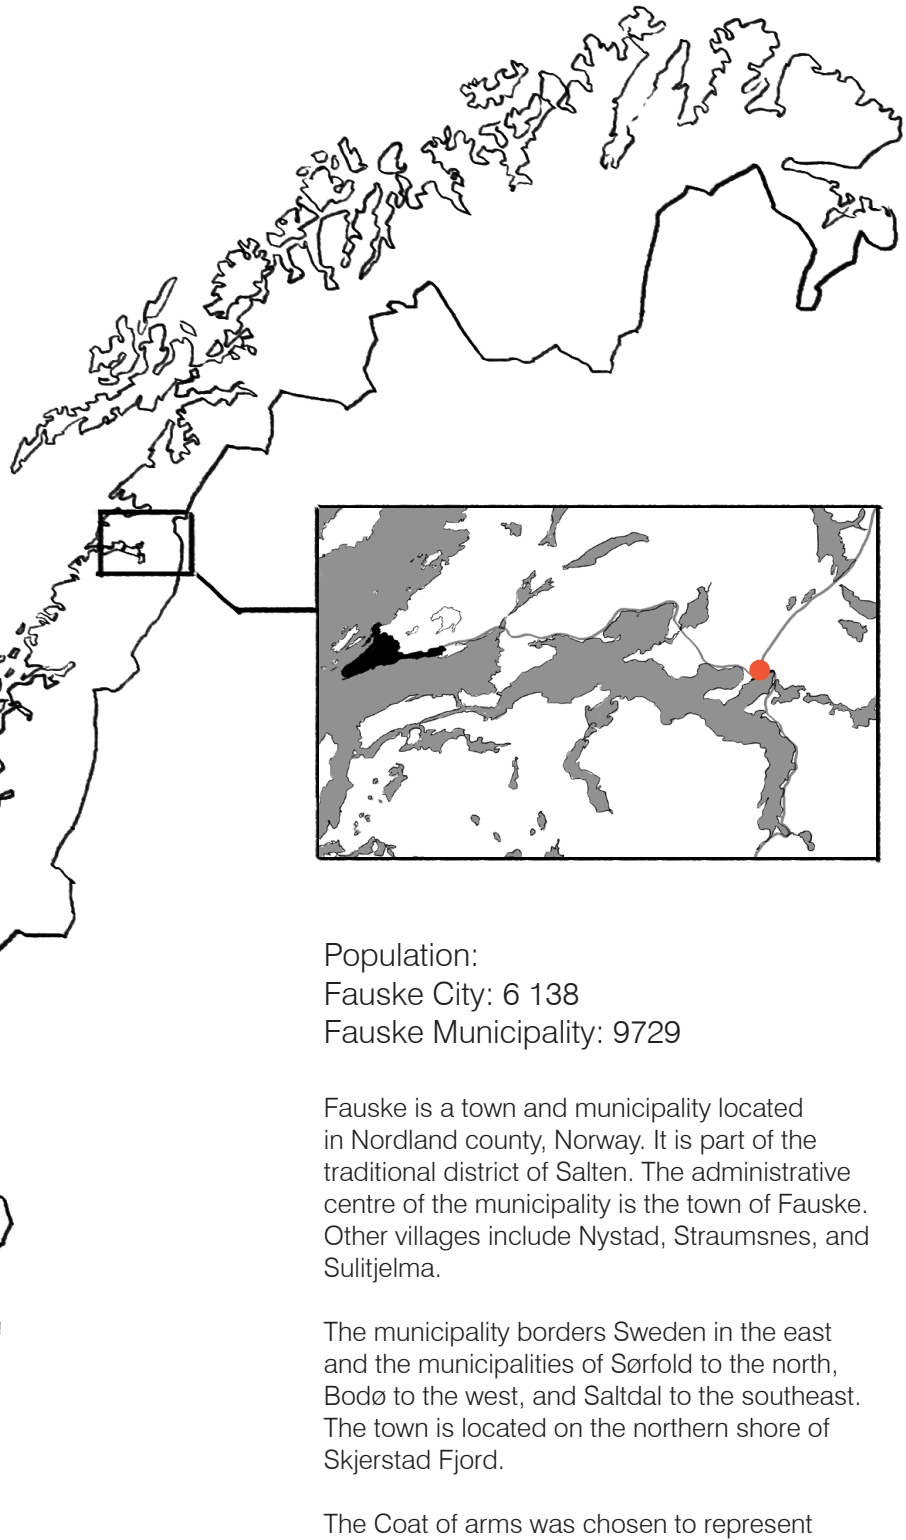 Population:
Fauske City: 6 138
Fauske Municipality: 9729
Fauske is a town and municipality located
in Nordland county, Norway. It is part of the
traditional district of Salten. The administrative
centre of the municipality is the town of Fauske.
Other villages include Nystad, Straumsnes, and
Sulitjelma.
The municipality borders Sweden in the east
and the municipalities of Sørfold to the north,
Bodø to the west, and Saltdal to the southeast.
The town is located on the northern shore of
Skjerstad Fjord.
The Coat of arms was chosen to represent